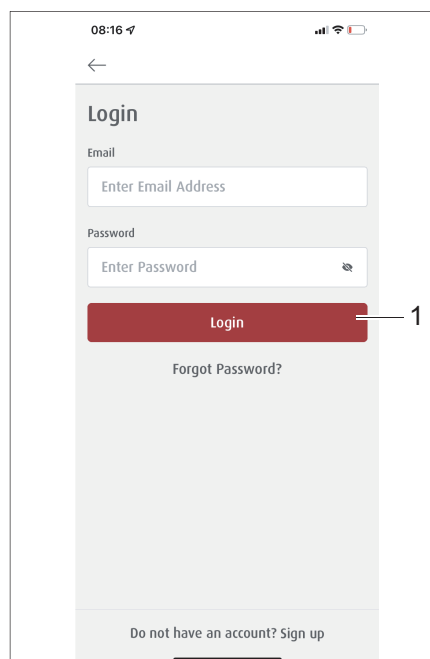 08:16
Login
Email
Enter Email Address
Password
Enter Password
Login
1
Forgot Password?
Do not have an account? Sign up